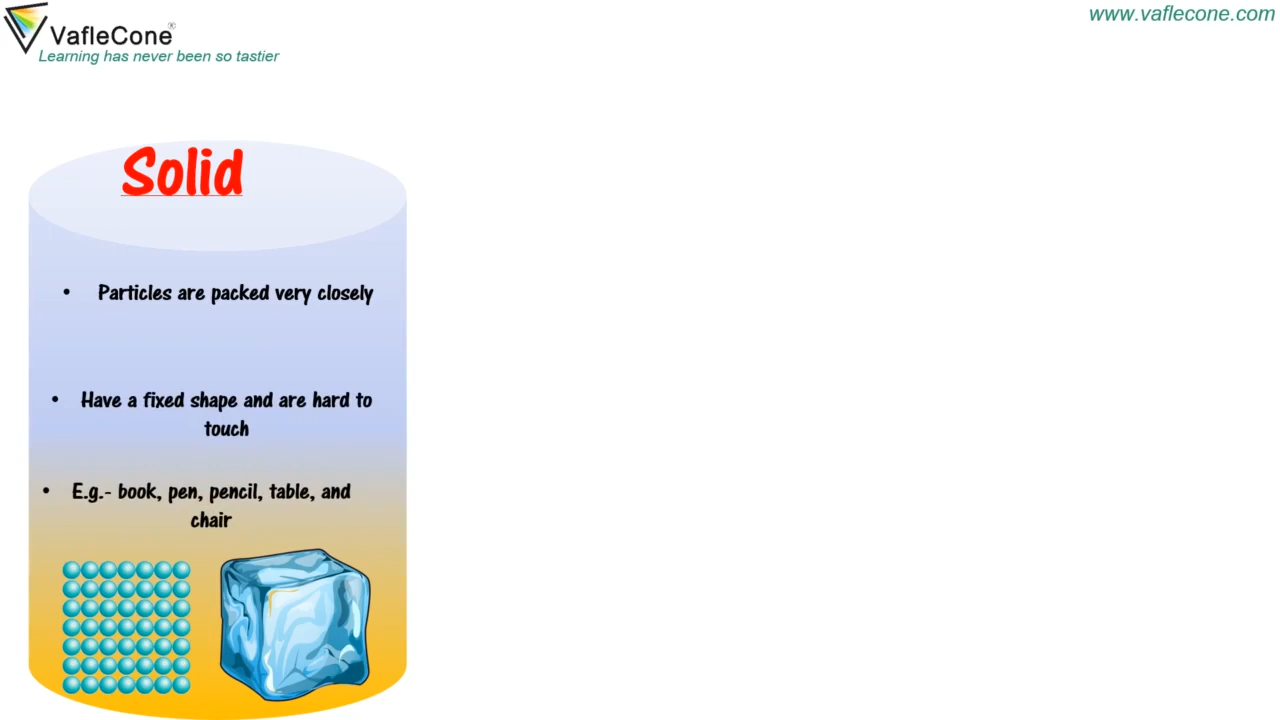 VafleCone®
Learning has never been so tastier
www.vaflecone.com
Solid
• Particles are packed very closely
• Have a fixed shape and are hard to
touch
• E.g.- book, pen, pencil, table, and
chair